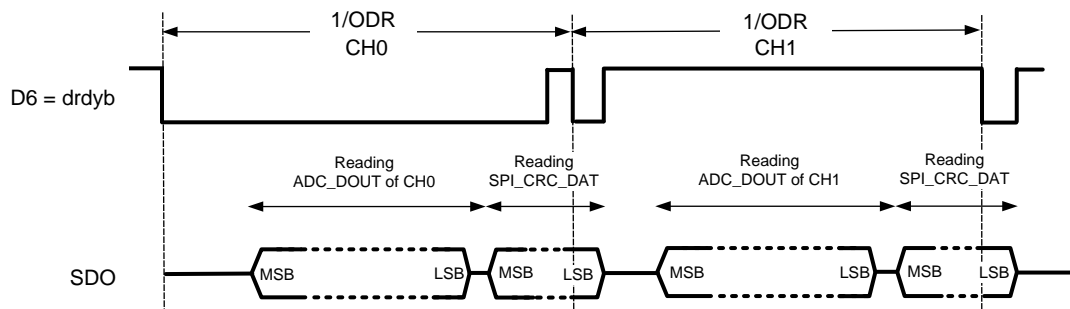 1/ODR
CH0
1/ODR
CH1
D6 = drdyb
Reading
ADC_DOUT of CH0
Reading
SPI_CRC_DAT
Reading
ADC_DOUT of CH1
Reading
SPI_CRC_DAT
SDO
MSB
LSB
MSB
LSB
MSB
LSB
MSB
LSB